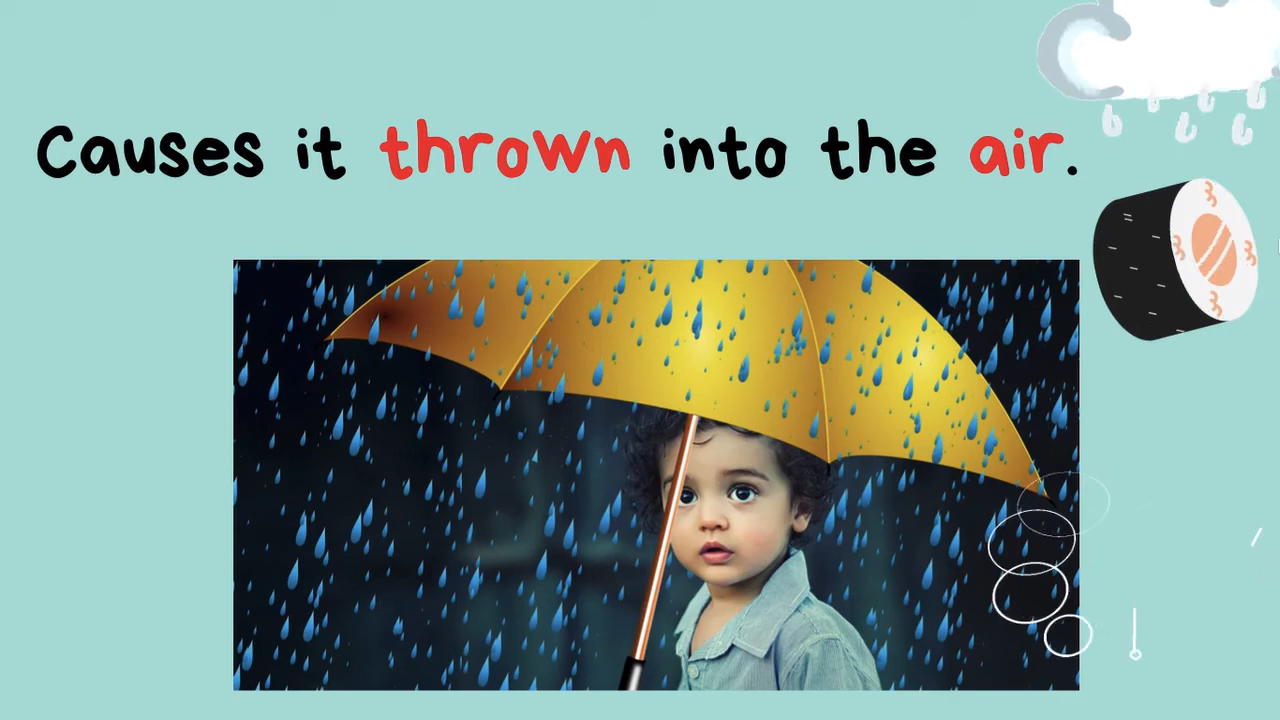 Causes it thrown into the air.